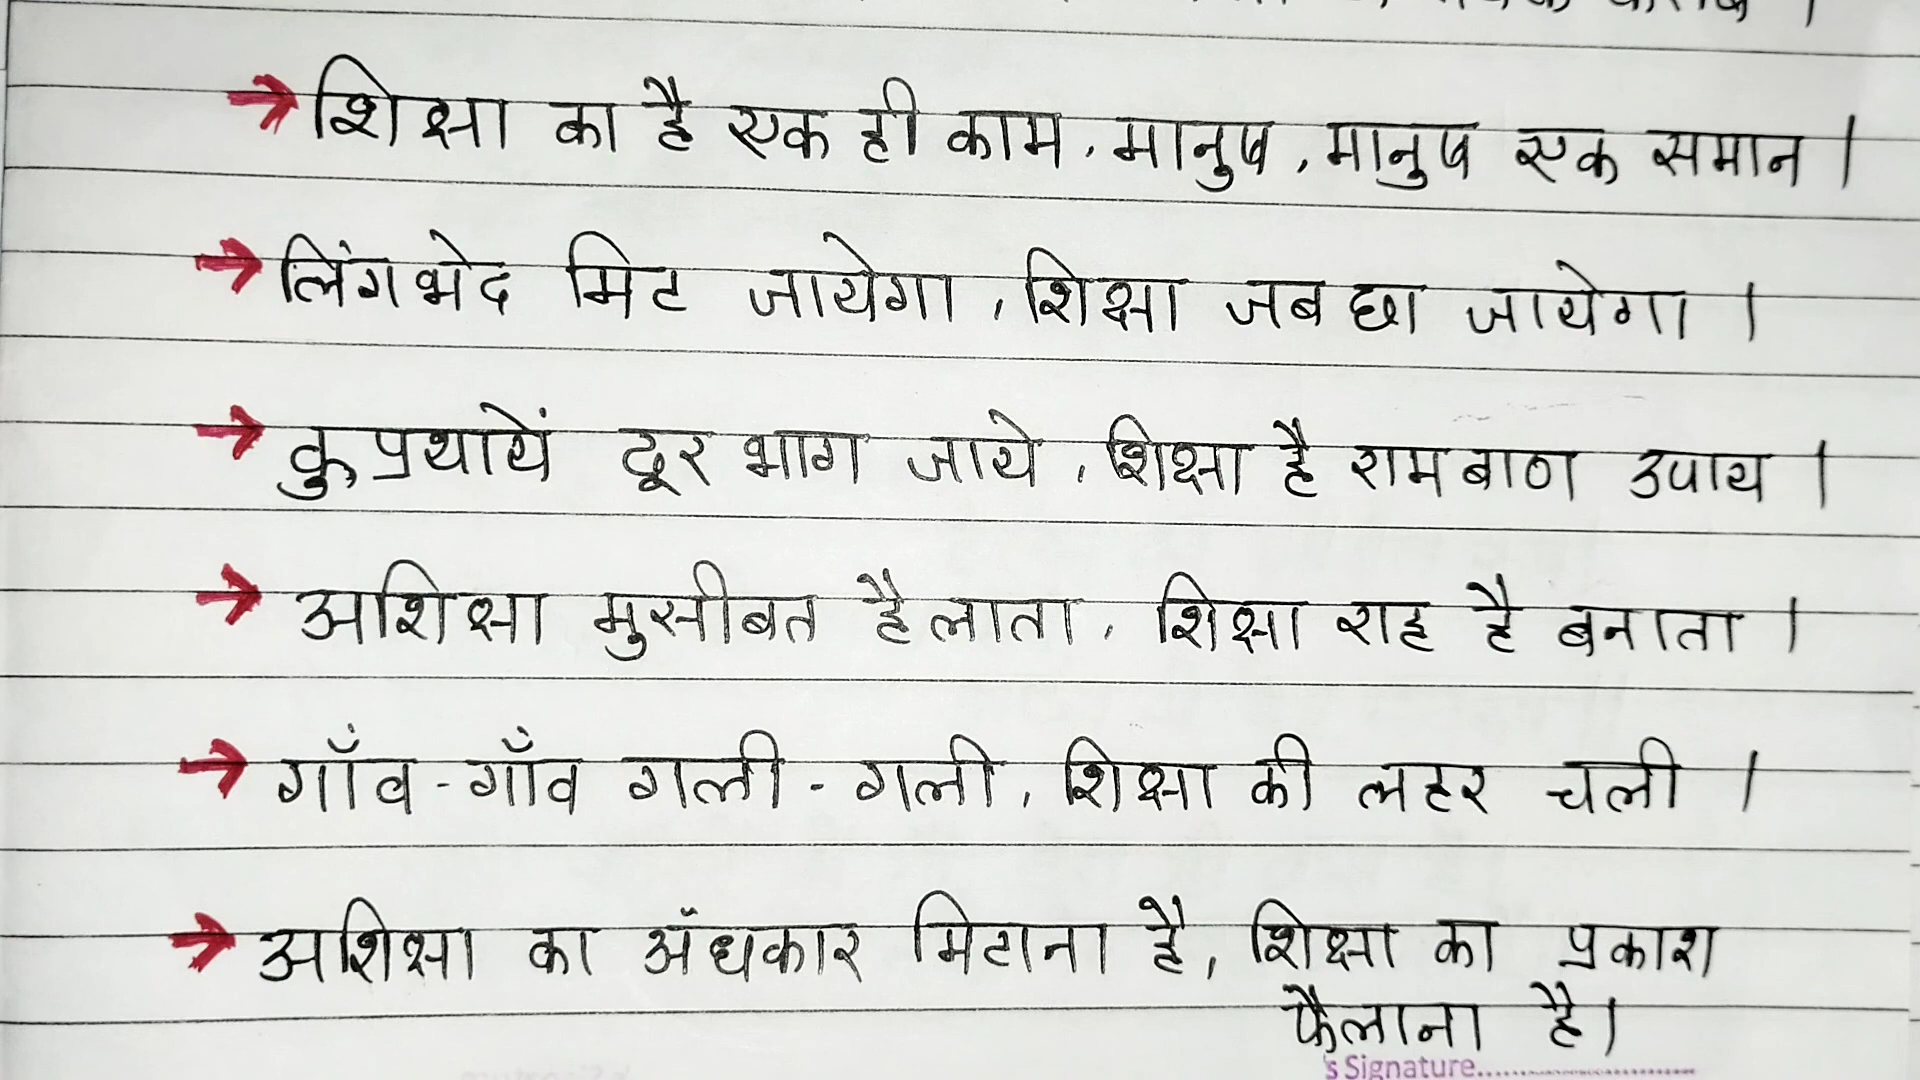 → शिक्षा का है एक ही काम, मानुष, मानुष एक समान ।
→ लिंगभेद मिट जायेगा, शिक्षा जब छा जायेगा ।
→ कुप्रथायें दूर भाग जाये, शिक्षा है रामबाण उपाय ।
→ अशिक्षा मुसीबत है लाता, शिक्षा राह है बनाता ।
→ गाँव - गाँव गली - गली, शिक्षा की लहर चली ।
→ अशिक्षा का अँधकार मिटाना है, शिक्षा का प्रकाश
फैलाना है।
's Signature.................................